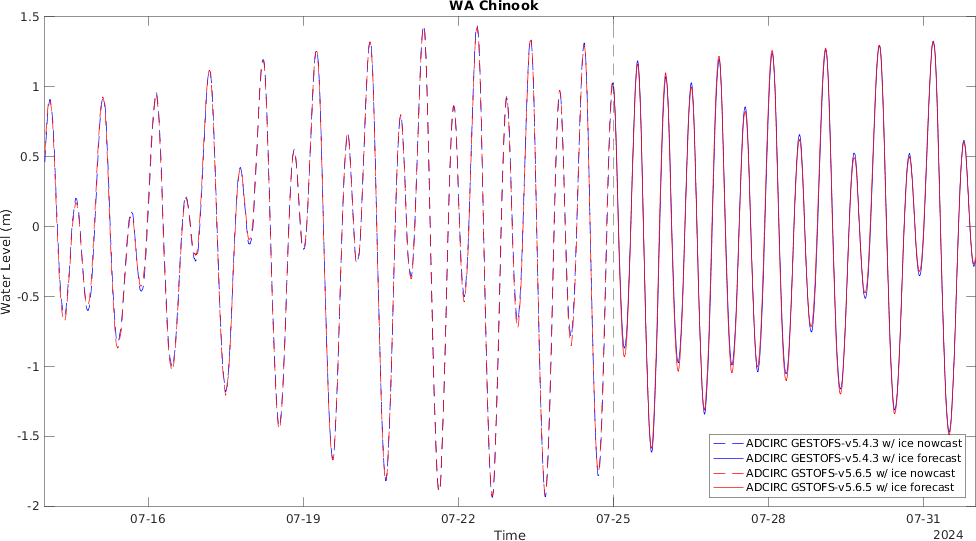 WA Chinook
1.5
1
0.5
0
-0.5
-1
-1.5
-2
Water Level (m)
07-16
07-19
07-22
07-25
07-28
07-31
2024
Time
ADCIRC GESTOFS-v5.4.3 w/ ice nowcast
ADCIRC GESTOFS-v5.4.3 w/ ice forecast
ADCIRC GSTOFS-v5.6.5 w/ ice nowcast
ADCIRC GSTOFS-v5.6.5 w/ ice forecast